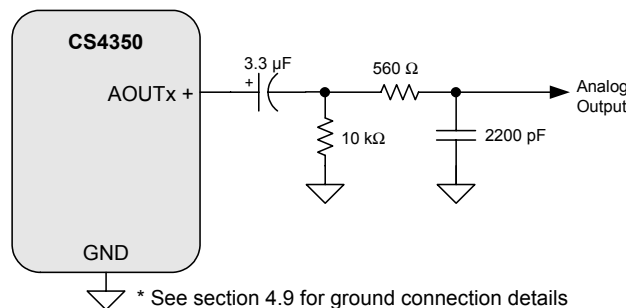 CS4350
3.3 µF
+
560 Ω
AOUTx +
Analog
Output
10 kΩ
2200 pF
GND
* See section 4.9 for ground connection details